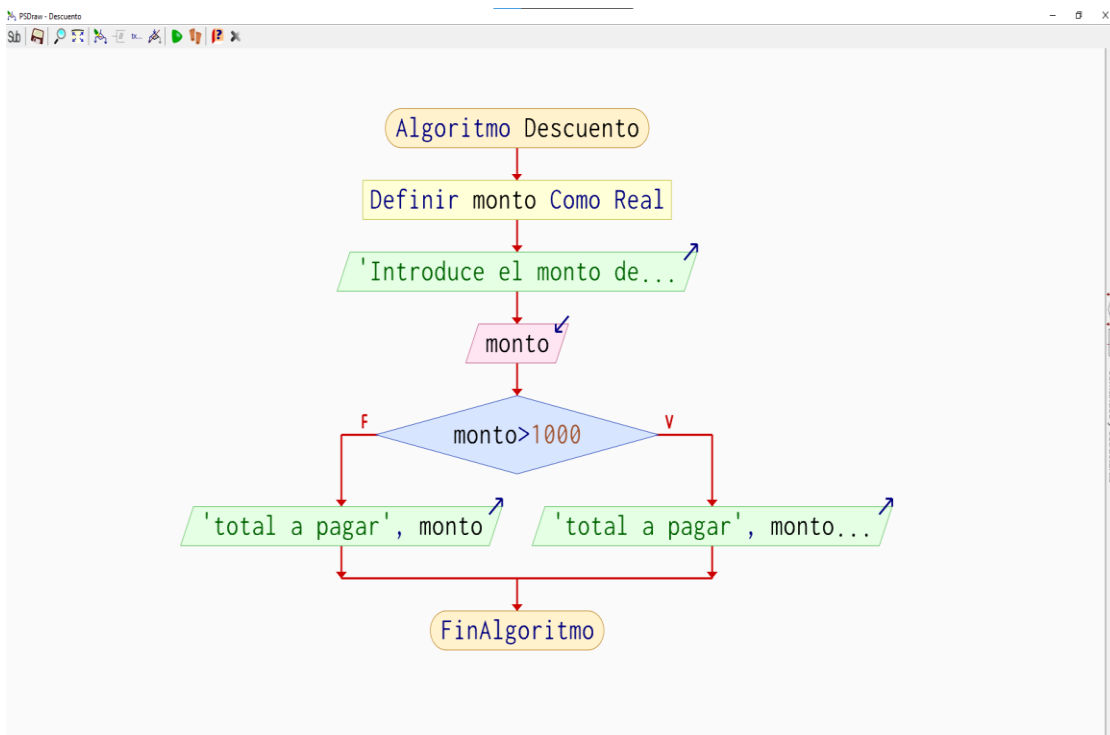 PSDraw - Descuento
Sub
Algoritmo Descuento
Definir monto Como Real
'Introduce el monto de...
monto
F
V
monto>1000
'total a pagar', monto
'total a pagar', monto...
FinAlgoritmo